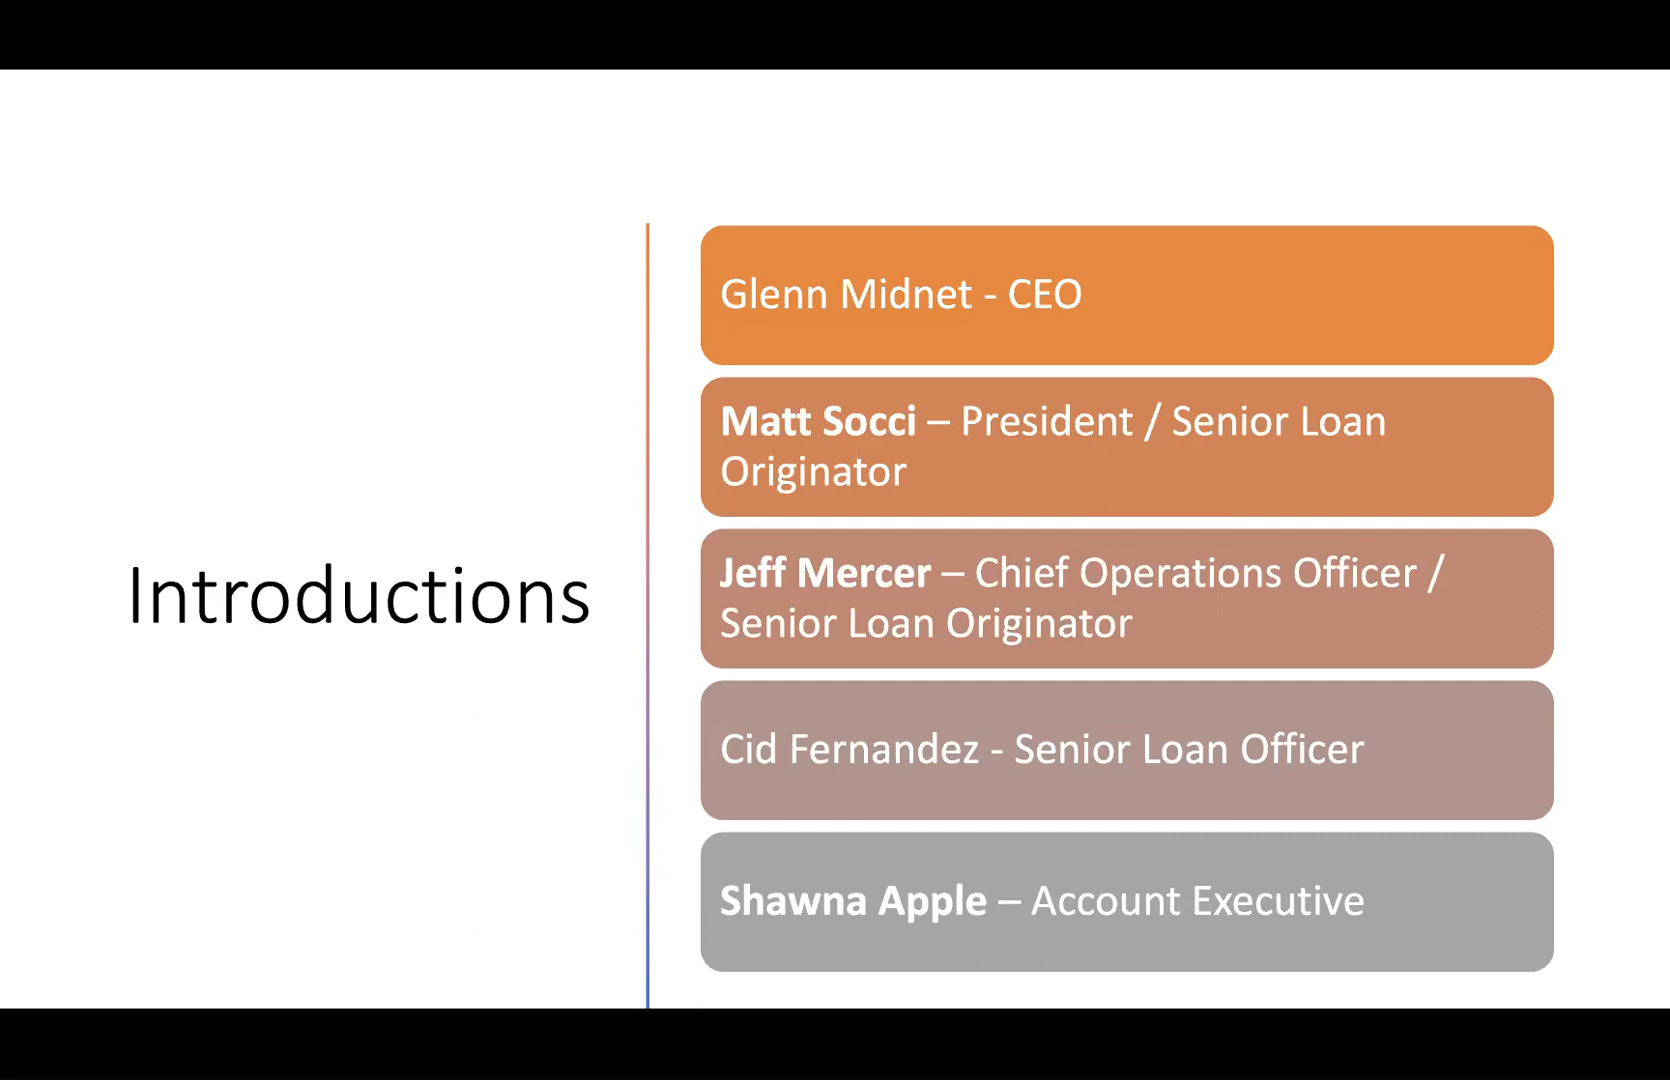 Introductions
Glenn Midnet - CEO
Matt Socci – President / Senior Loan
Originator
Jeff Mercer – Chief Operations Officer /
Senior Loan Originator
Cid Fernandez - Senior Loan Officer
Shawna Apple – Account Executive